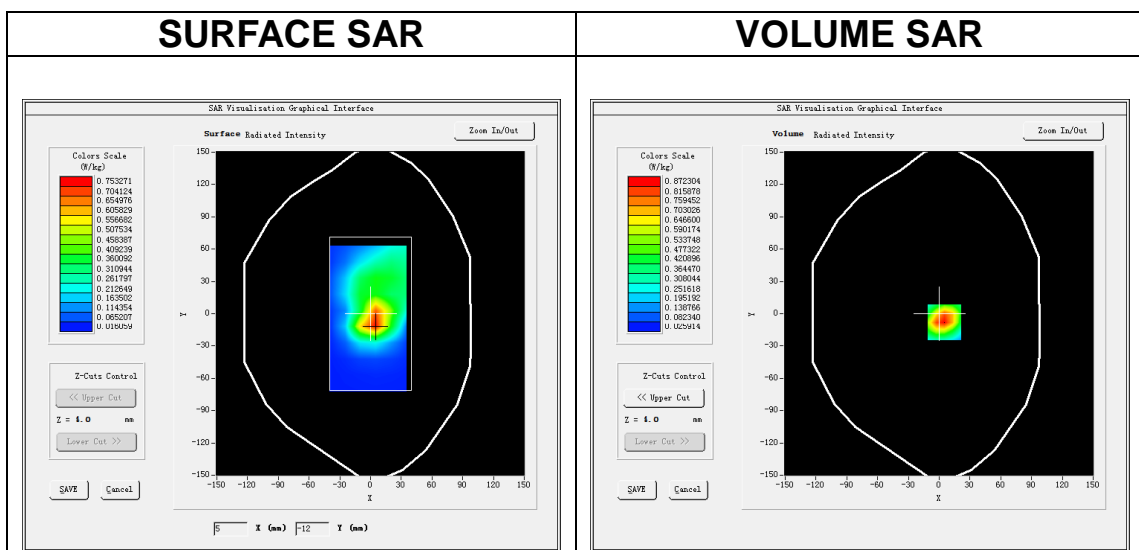 SURFACE SAR
VOLUME SAR
SAR Visualisation Graphical Interface
Surface Radiated Intensity
Zoom In/Out
Colors Scale
(W/kg)
0.753271
0.704124
0.654976
0.605829
0.556682
0.507534
0.458387
0.409239
0.360092
0.310944
0.261797
0.212649
0.163502
0.114354
0.065207
0.016059
150
120
90
60
30
0
-30
-60
-90
-120
-150
Y
-150 -120 -90 -60 -30 0 30 60 90 120 150
X
Z-Cuts Control
<< Upper Cut
Z = 4.0 mm
Lower Cut >>
SAVE
Cancel
5 X (mm) -12 Y (mm)
SAR Visualisation Graphical Interface
Volume Radiated Intensity
Zoom In/Out
Colors Scale
(W/kg)
0.872304
0.815878
0.759452
0.703026
0.646600
0.590174
0.533748
0.477322
0.420896
0.364470
0.308044
0.251618
0.195192
0.138766
0.082340
0.025914
150
120
90
60
30
0
-30
-60
-90
-120
-150
Y
-150 -120 -90 -60 -30 0 30 60 90 120 150
X
Z-Cuts Control
<< Upper Cut
Z = 4.0 mm
Lower Cut >>
SAVE
Cancel